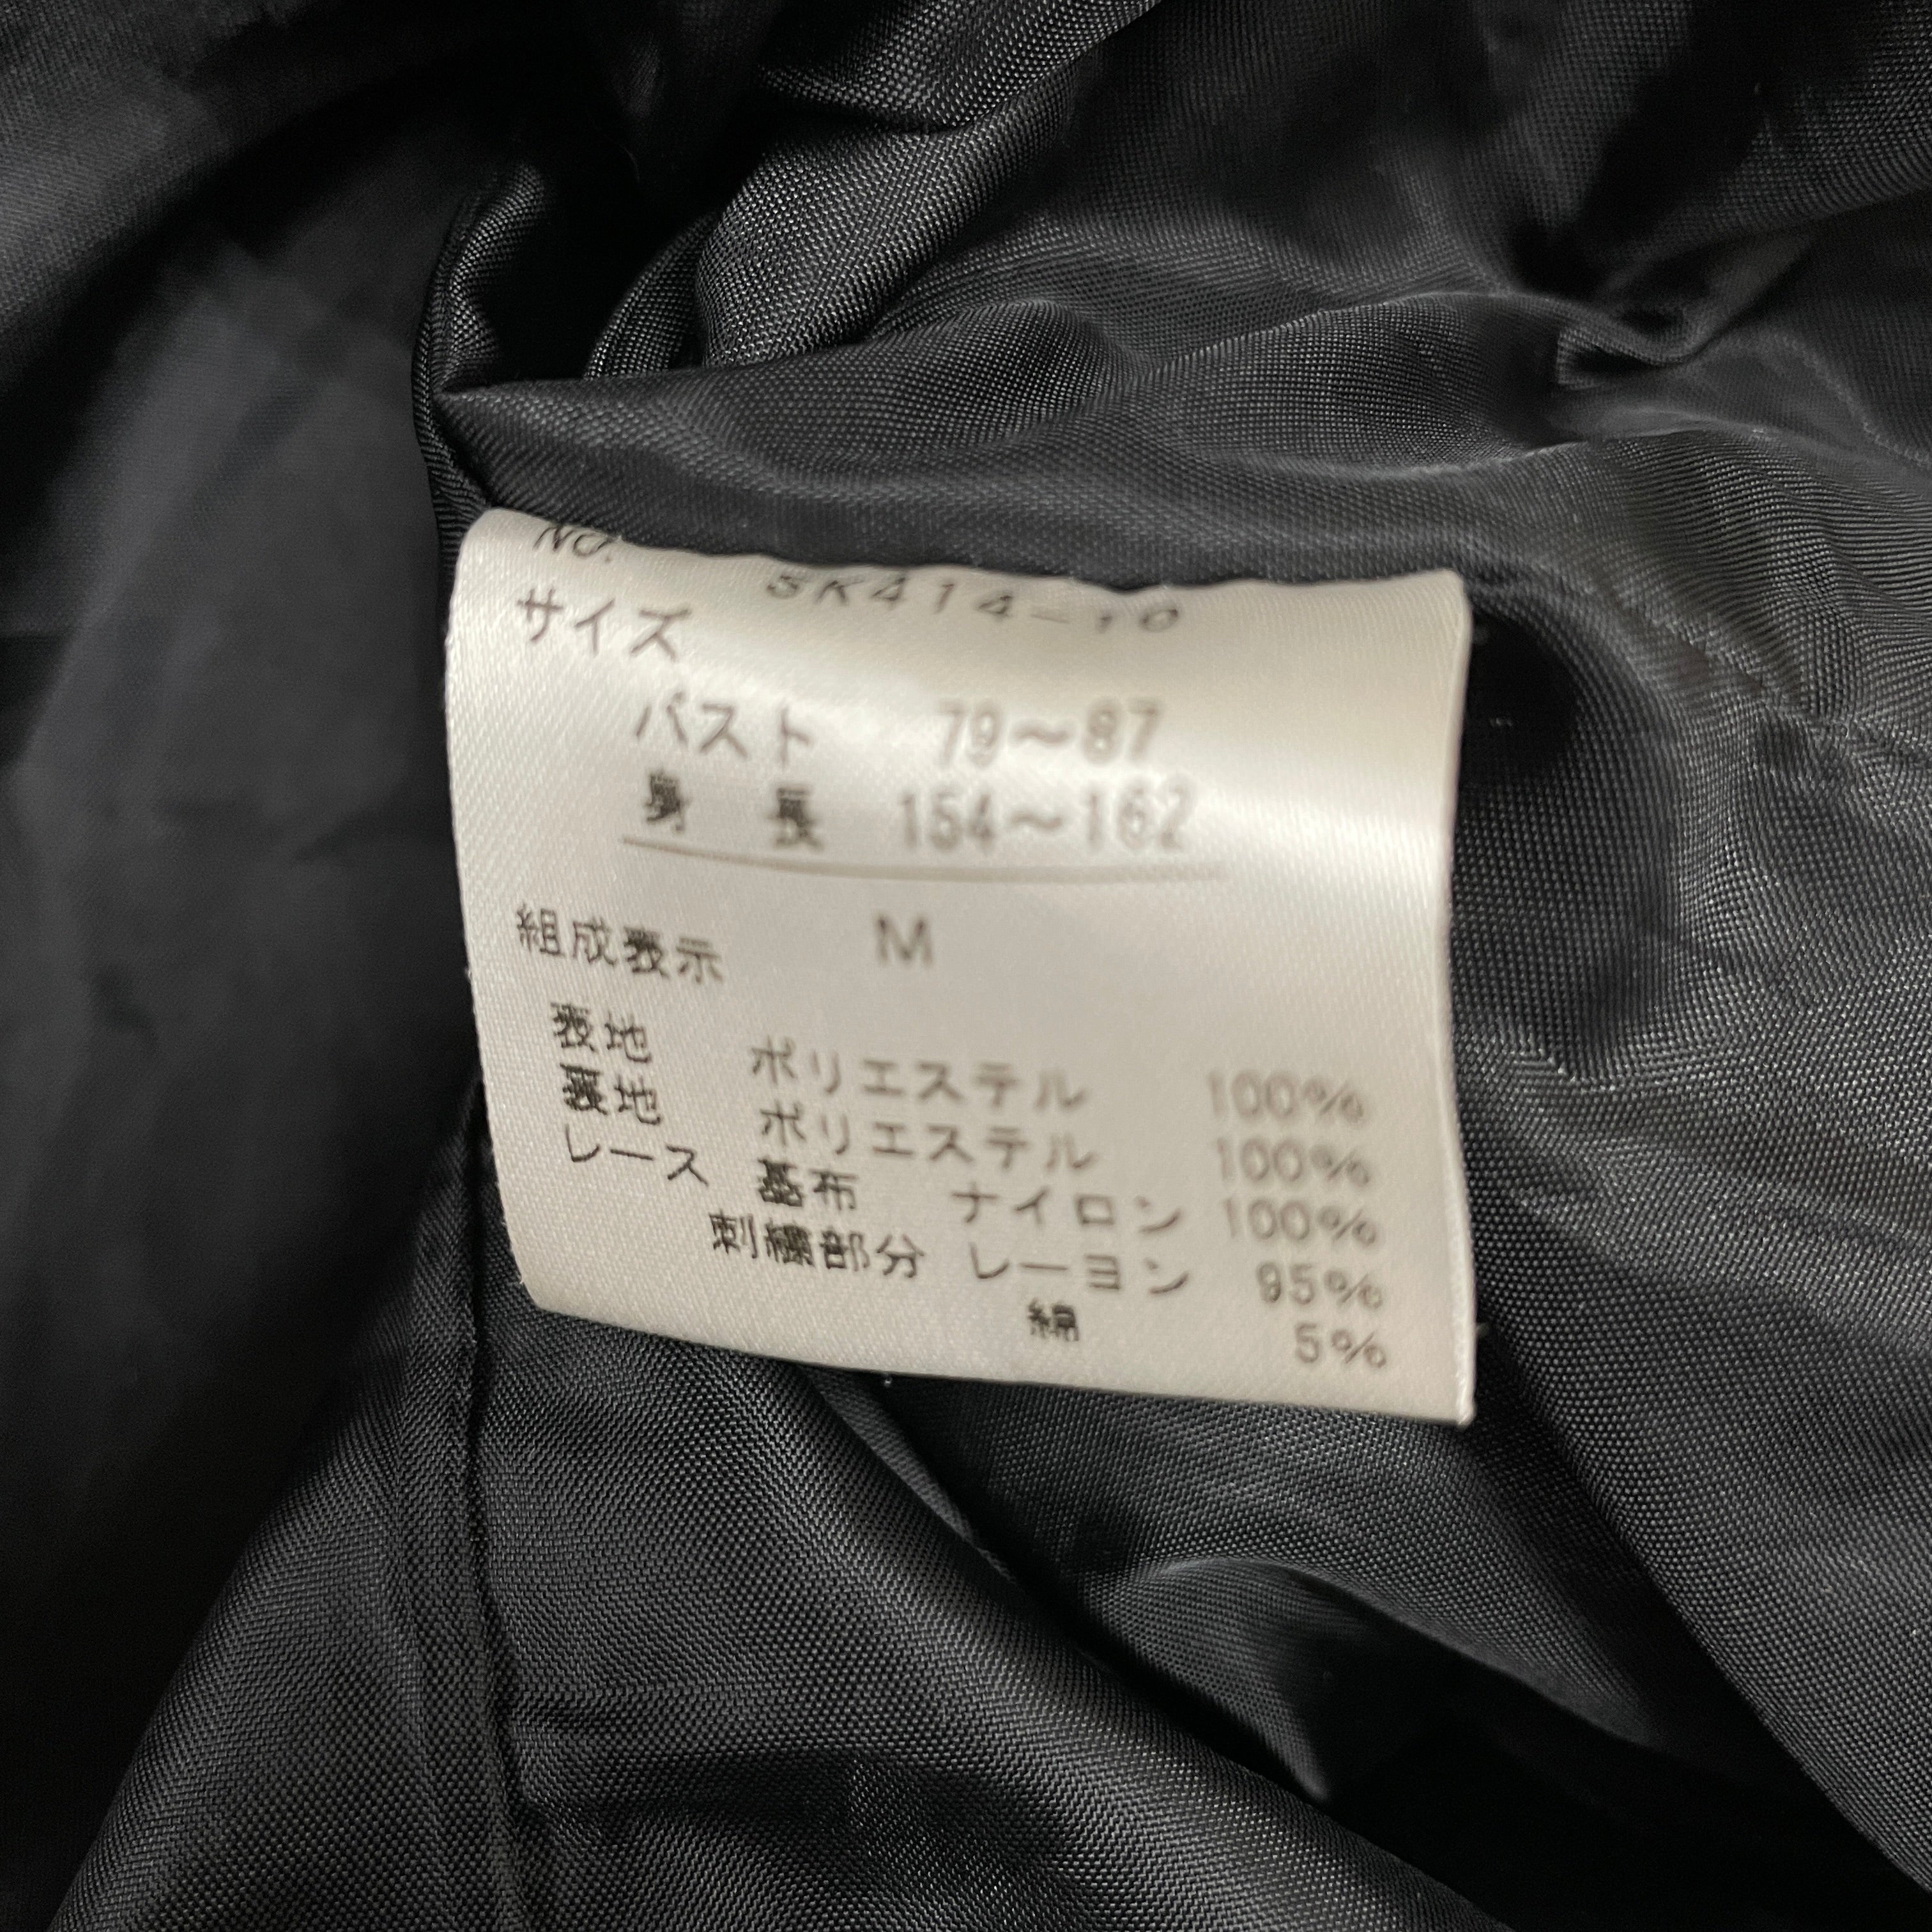 No. SK414-10
サイズ
バスト 79～87
身 長 154～162
M
組成表示
表地 ポリエステル 100%
裏地 ポリエステル 100%
レース 基布 ナイロン 100%
刺繍部分 レーヨン 95%
綿 5%